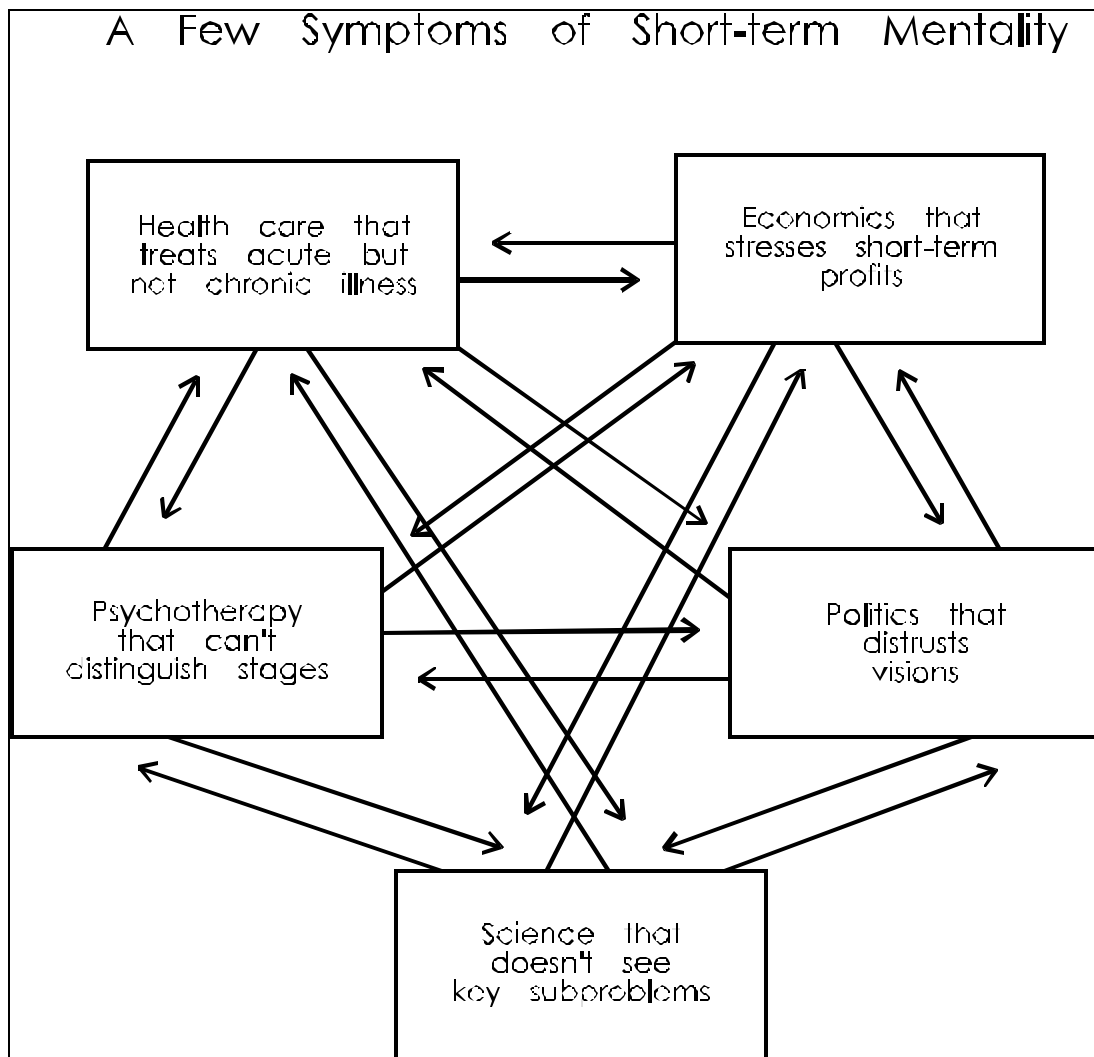 A Few Symptoms of Short-term Mentality
Health care that
treats acute but
not chronic illness
Economics that
stresses short-term
profits
Psychotherapy
that can't
distinguish stages
Politics that
distrusts
visions
Science that
doesn't see
key subproblems